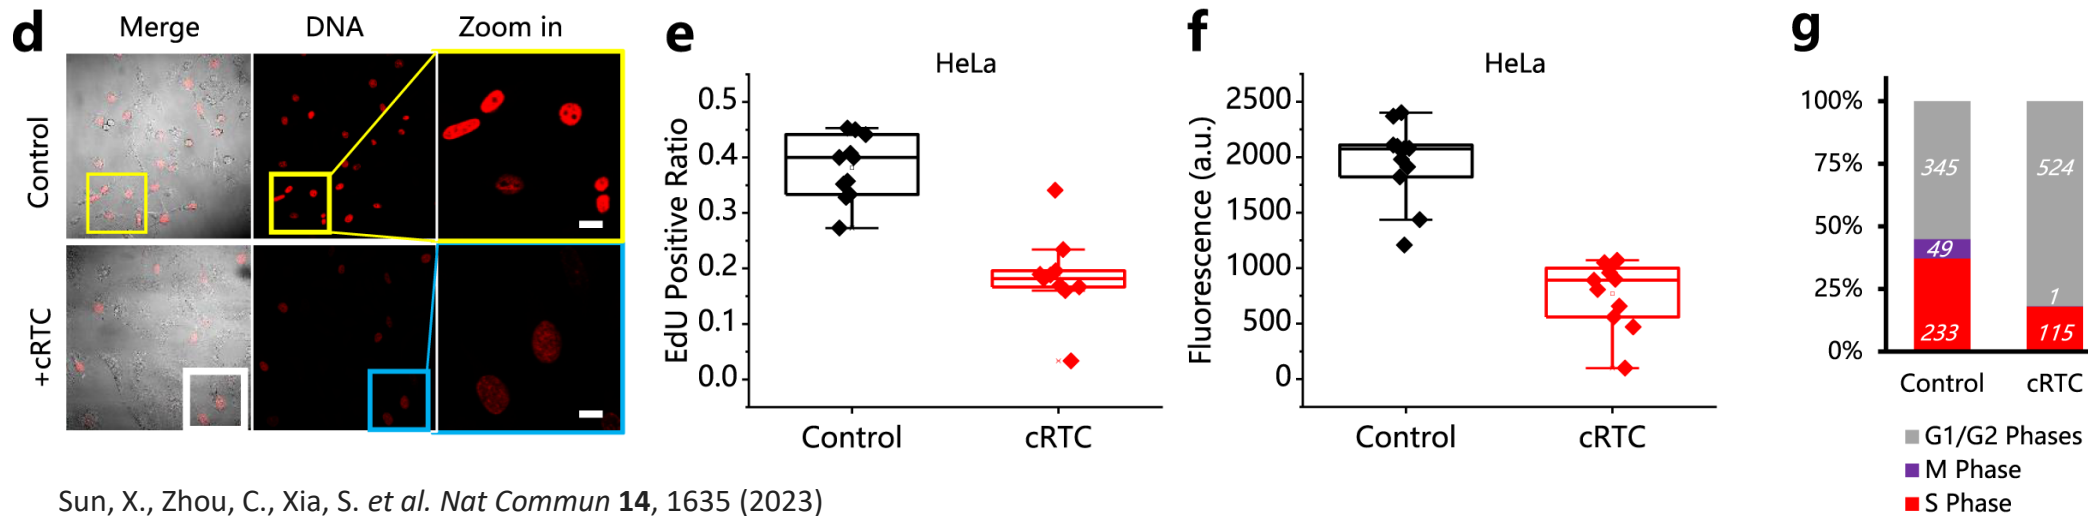 d
Merge
DNA
Zoom in
Control
+cRTC
e
HeLa
EdU Positive Ratio
0.5
0.4
0.3
0.2
0.1
0.0
Control
cRTC
f
HeLa
Fluorescence (a.u.)
2500
2000
1500
1000
500
0
Control
cRTC
g
100%
75%
50%
25%
0%
345
49
233
524
1
115
Control
cRTC
G1/G2 Phases
M Phase
S Phase
Sun, X., Zhou, C., Xia, S. et al. Nat Commun 14, 1635 (2023)